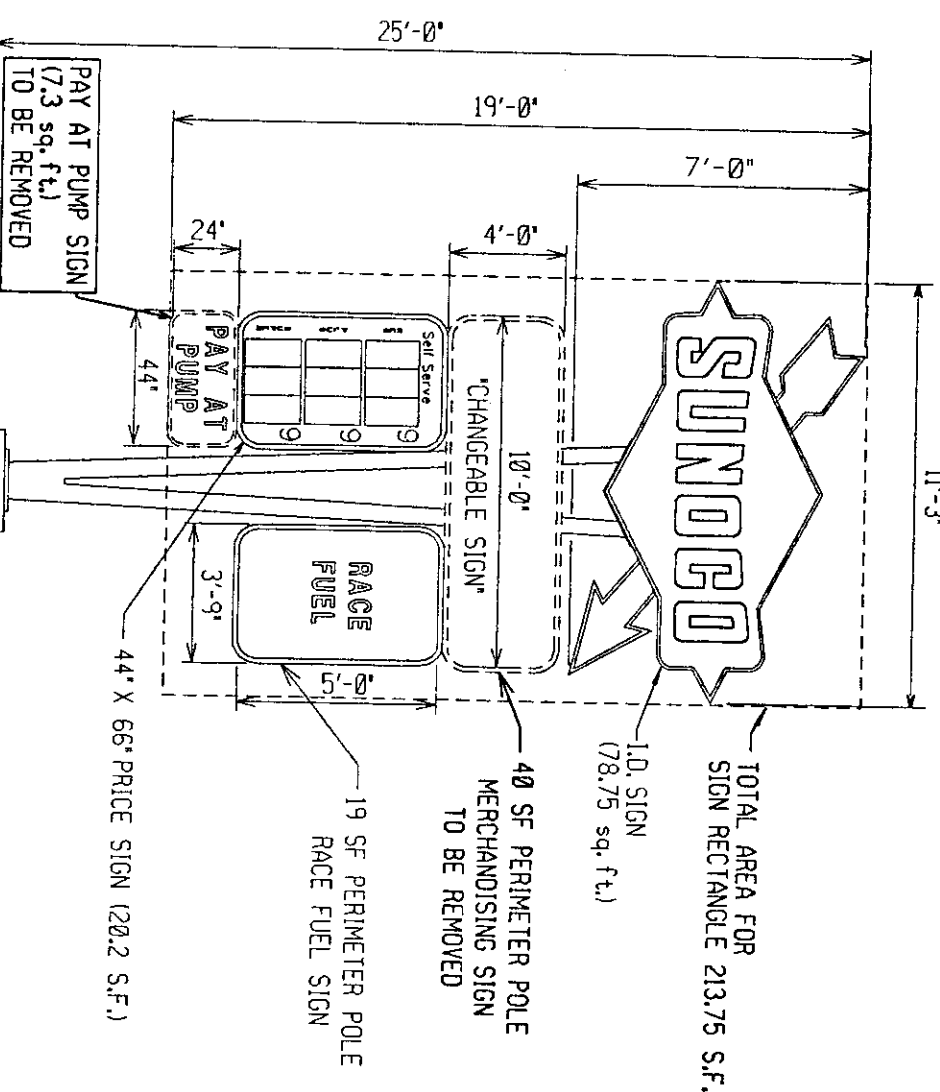 11'-3"
25'-0"
19'-0"
7'-0"
SUNOCO
TOTAL AREA FOR
SIGN RECTANGLE 213.75 S.F.
I.D. SIGN
(78.75 sq. ft.)
4'-0"
10'-0"
"CHANGEABLE SIGN"
40 SF PERIMETER POLE
MERCHANDISING SIGN
TO BE REMOVED
Self Serve
9
9
9
RACE
FUEL
5'-0"
3'-9"
19 SF PERIMETER POLE
RACE FUEL SIGN
24"
PAY AT
PUMP
44"
44" X 66" PRICE SIGN (20.2 S.F.)
PAY AT PUMP SIGN
(7.3 sq. ft.)
TO BE REMOVED